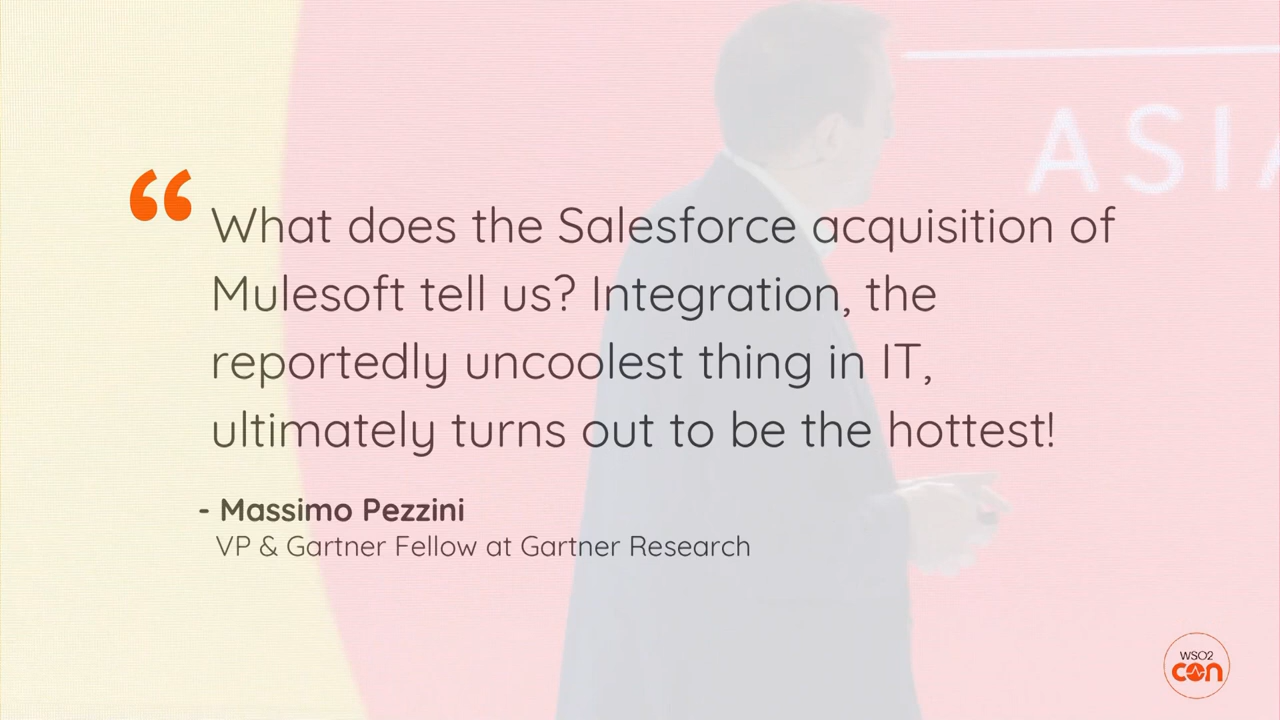 ASIA
“What does the Salesforce acquisition of
Mulesoft tell us? Integration, the
reportedly uncoolest thing in IT,
ultimately turns out to be the hottest!
- Massimo Pezzini
VP & Gartner Fellow at Gartner Research
WSO2
con